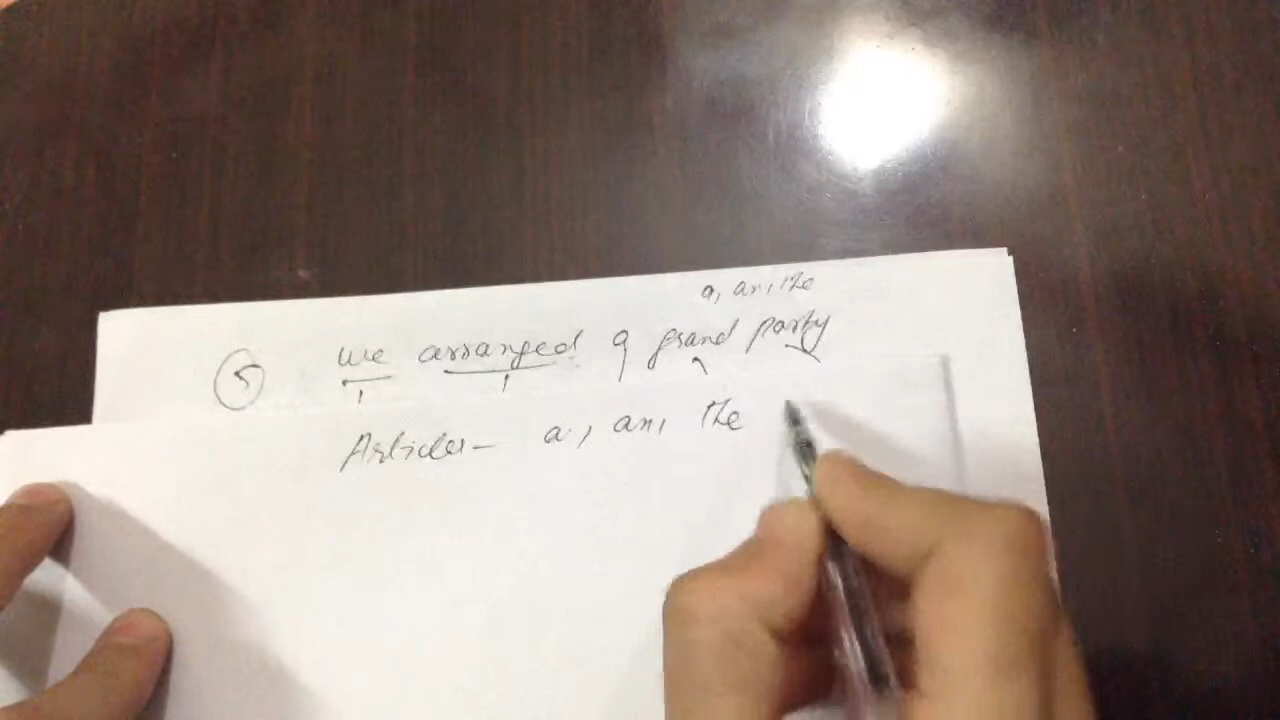 a, an, the
5 We arranged a grand party
Articles - a, an, the